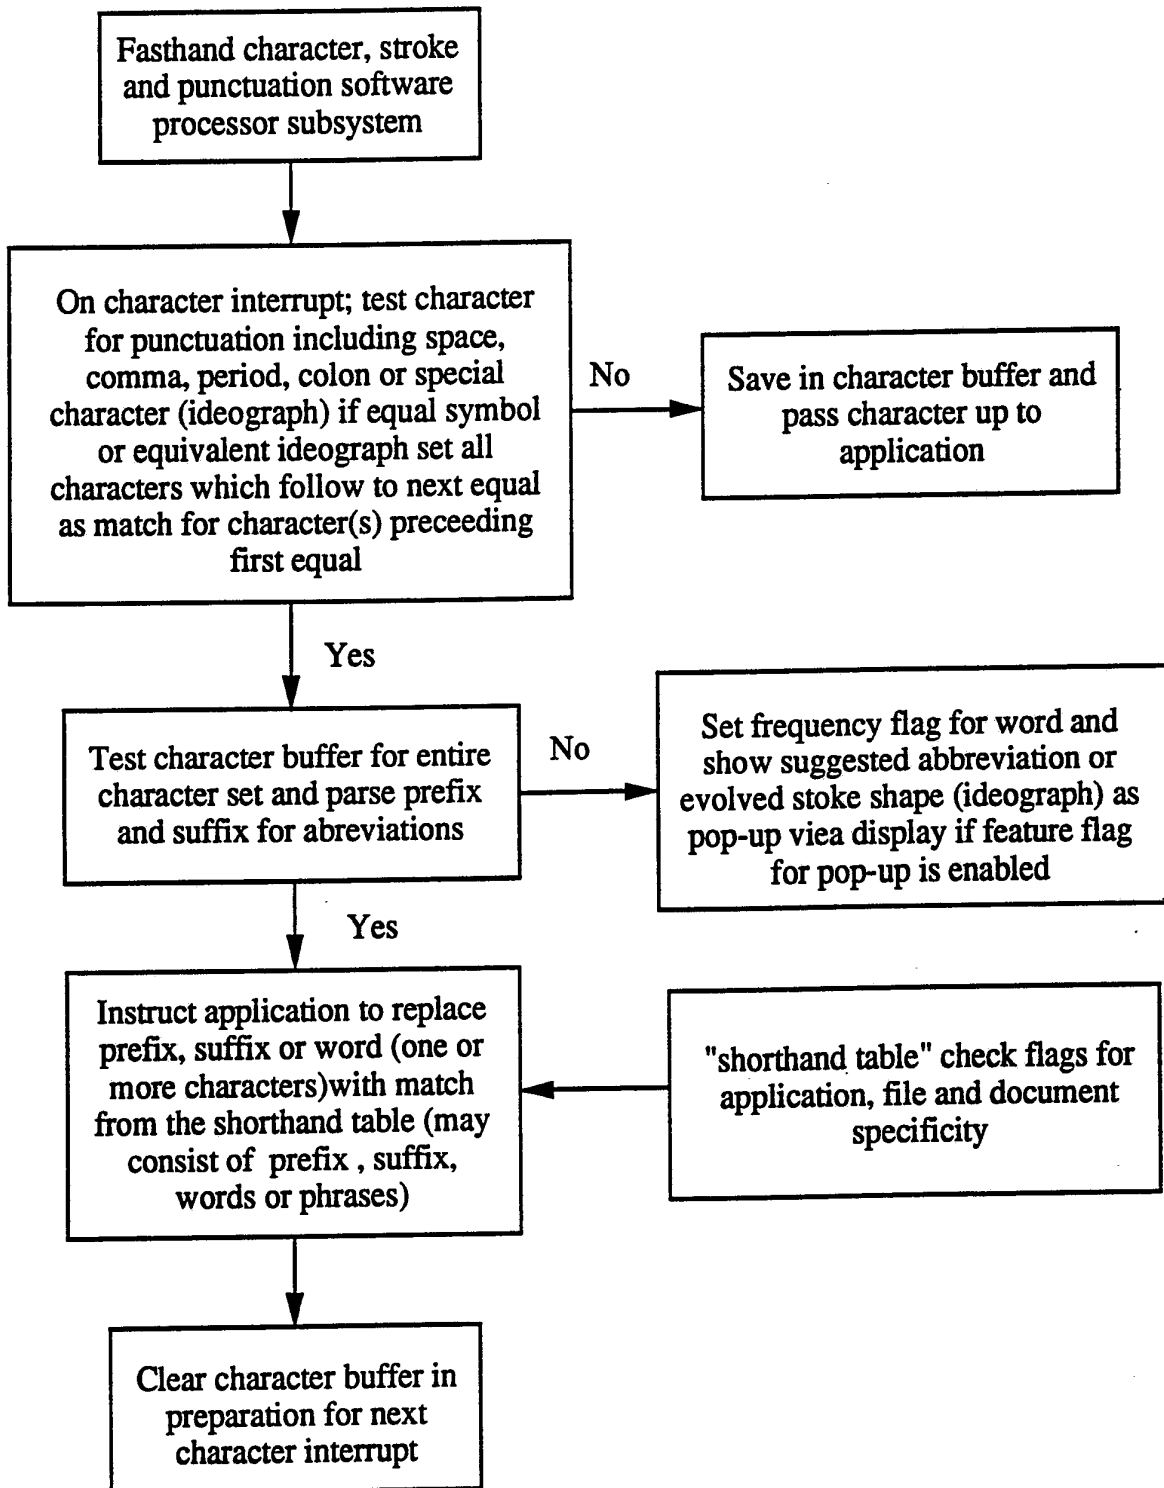 Fasthand character, stroke
and punctuation software
processor subsystem
On character interrupt; test character
for punctuation including space,
comma, period, colon or special
character (ideograph) if equal symbol
or equivalent ideograph set all
characters which follow to next equal
as match for character(s) preceeding
first equal
No
Save in character buffer and
pass character up to
application
Yes
Test character buffer for entire
character set and parse prefix
and suffix for abreviations
No
Set frequency flag for word and
show suggested abbreviation or
evolved stoke shape (ideograph) as
pop-up viea display if feature flag
for pop-up is enabled
Yes
Instruct application to replace
prefix, suffix or word (one or
more characters)with match
from the shorthand table (may
consist of prefix , suffix,
words or phrases)
"shorthand table" check flags for
application, file and document
specificity
Clear character buffer in
preparation for next
character interrupt